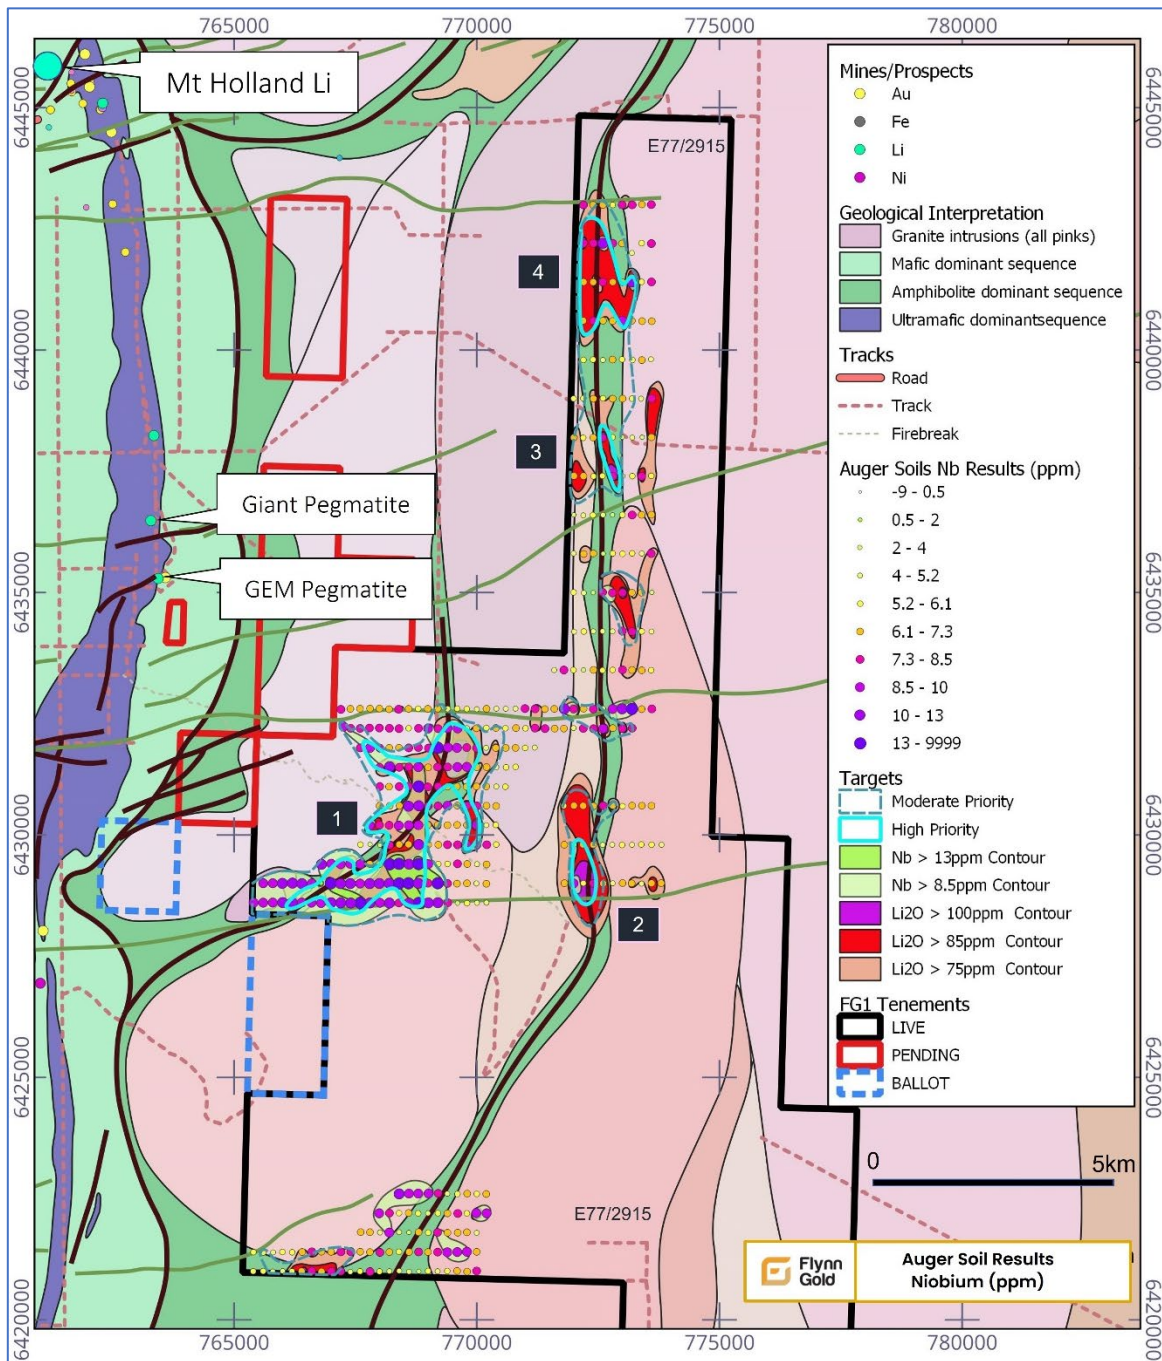 765000
770000
775000
780000
6445000
6440000
6435000
6430000
6425000
6420000
Mt Holland Li
E77/2915
4
3
Giant Pegmatite
GEM Pegmatite
1
2
E77/2915
Mines/Prospects
Au
Fe
Li
Ni
Geological Interpretation
Granite intrusions (all pinks)
Mafic dominant sequence
Amphibolite dominant sequence
Ultramafic dominantsequence
Tracks
Road
Track
Firebreak
Auger Soils Nb Results (ppm)
-9 - 0.5
0.5 - 2
2 - 4
4 - 5.2
5.2 - 6.1
6.1 - 7.3
7.3 - 8.5
8.5 - 10
10 - 13
13 - 9999
Targets
Moderate Priority
High Priority
Nb > 13ppm Contour
Nb > 8.5ppm Contour
Li2O > 100ppm Contour
Li2O > 85ppm Contour
Li2O > 75ppm Contour
FG1 Tenements
LIVE
PENDING
BALLOT
0
5km
Flynn
Gold
Auger Soil Results
Niobium (ppm)
6445000
6440000
6435000
6430000
6425000
6420000
765000
770000
775000
780000